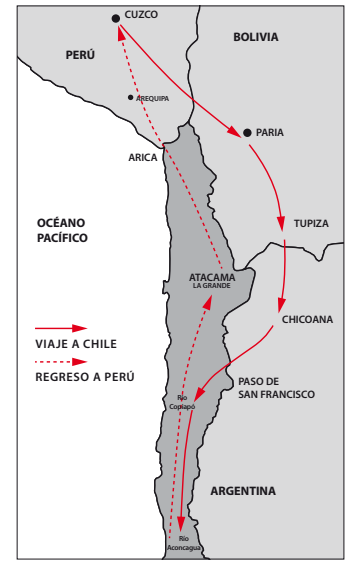 CUZCO
BOLIVIA
PERÚ
AREQUIPA
PARIA
ARICA
OCÉANO
PACÍFICO
TUPIZA
ATACAMA
LA GRANDE
CHICOANA
VIAJE A CHILE
REGRESO A PERÚ
PASO DE
SAN FRANCISCO
Río
Copiapó
ARGENTINA
Río
Aconcagua